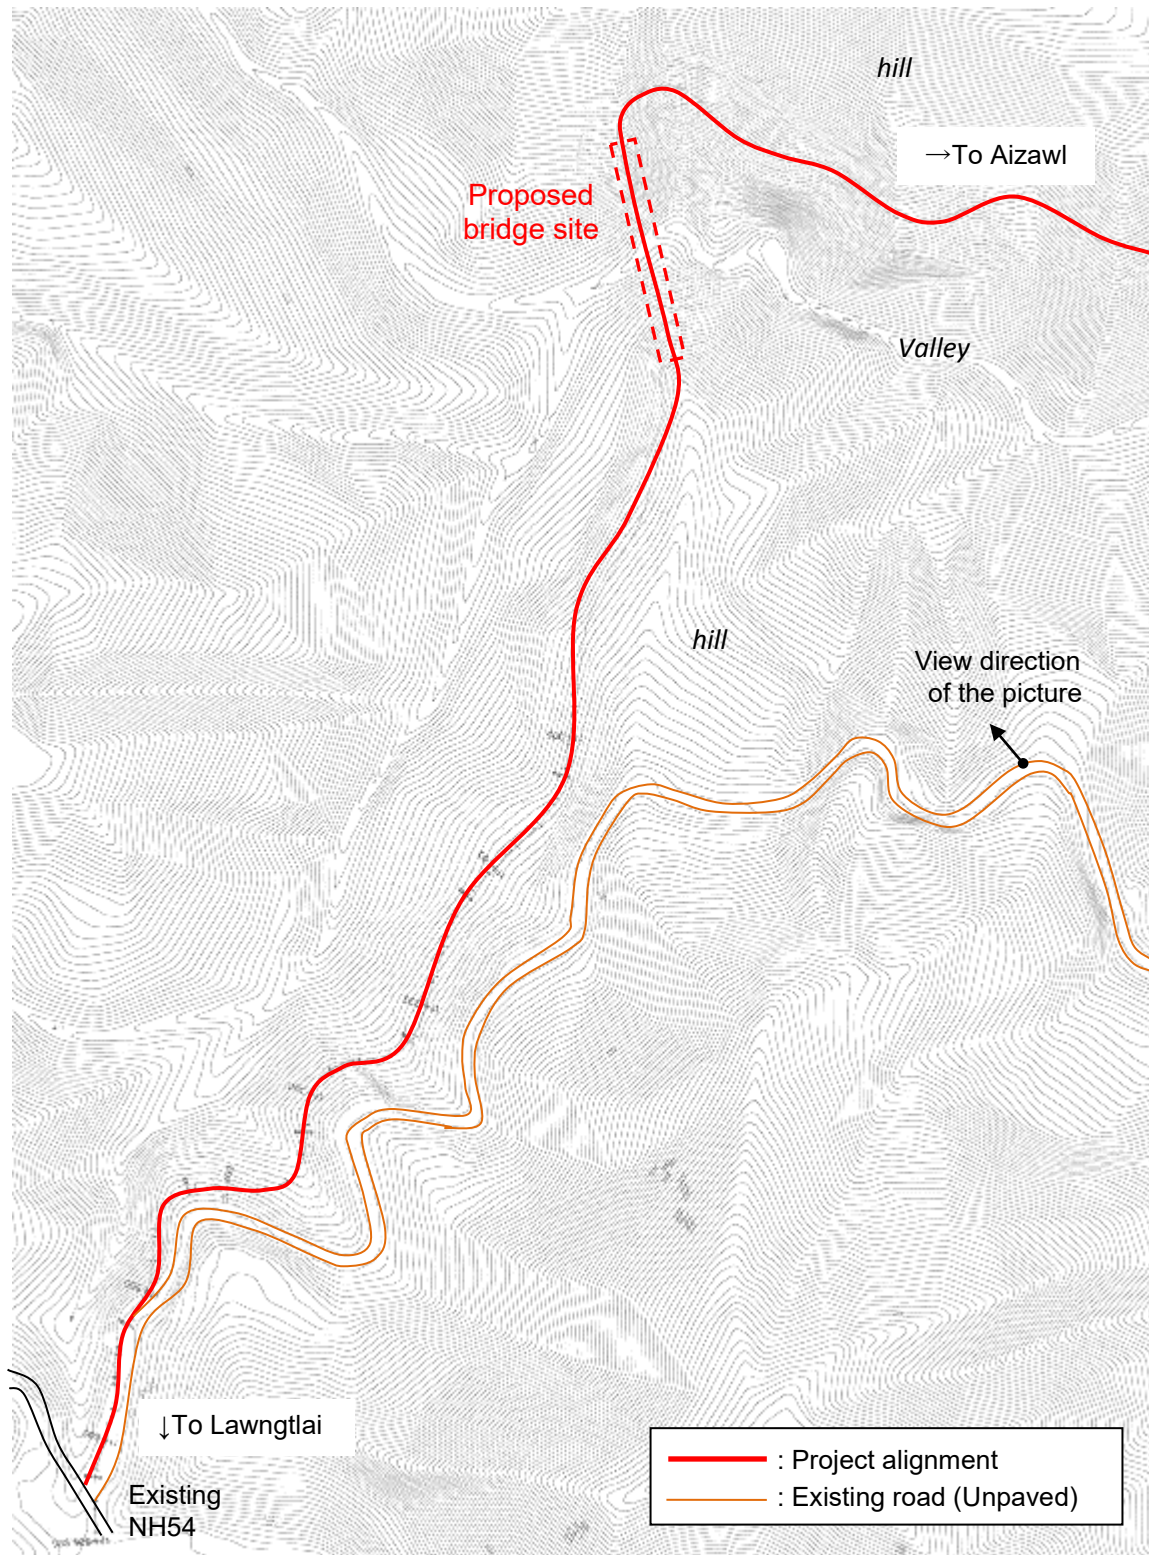 hill
→To Aizawl
Proposed
bridge site
Valley
hill
View direction
of the picture
↓To Lawngtlai
Existing
NH54
: Project alignment
: Existing road (Unpaved)